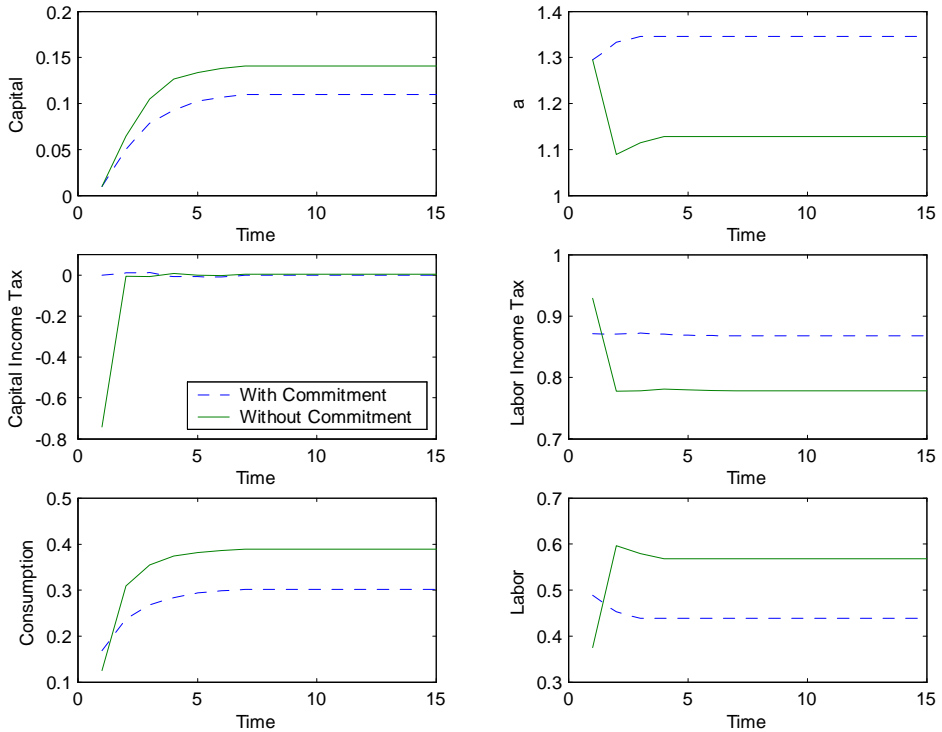 0.2
0.15
0.1
0.05
0
Capital
0 5 10 15
Time
1.4
1.3
1.2
1.1
1
a
0 5 10 15
Time
0
-0.2
-0.4
-0.6
-0.8
Capital Income Tax
With Commitment
Without Commitment
0 5 10 15
Time
1
0.9
0.8
0.7
Labor Income Tax
0 5 10 15
Time
0.5
0.4
0.3
0.2
0.1
Consumption
0 5 10 15
Time
0.7
0.6
0.5
0.4
0.3
Labor
0 5 10 15
Time